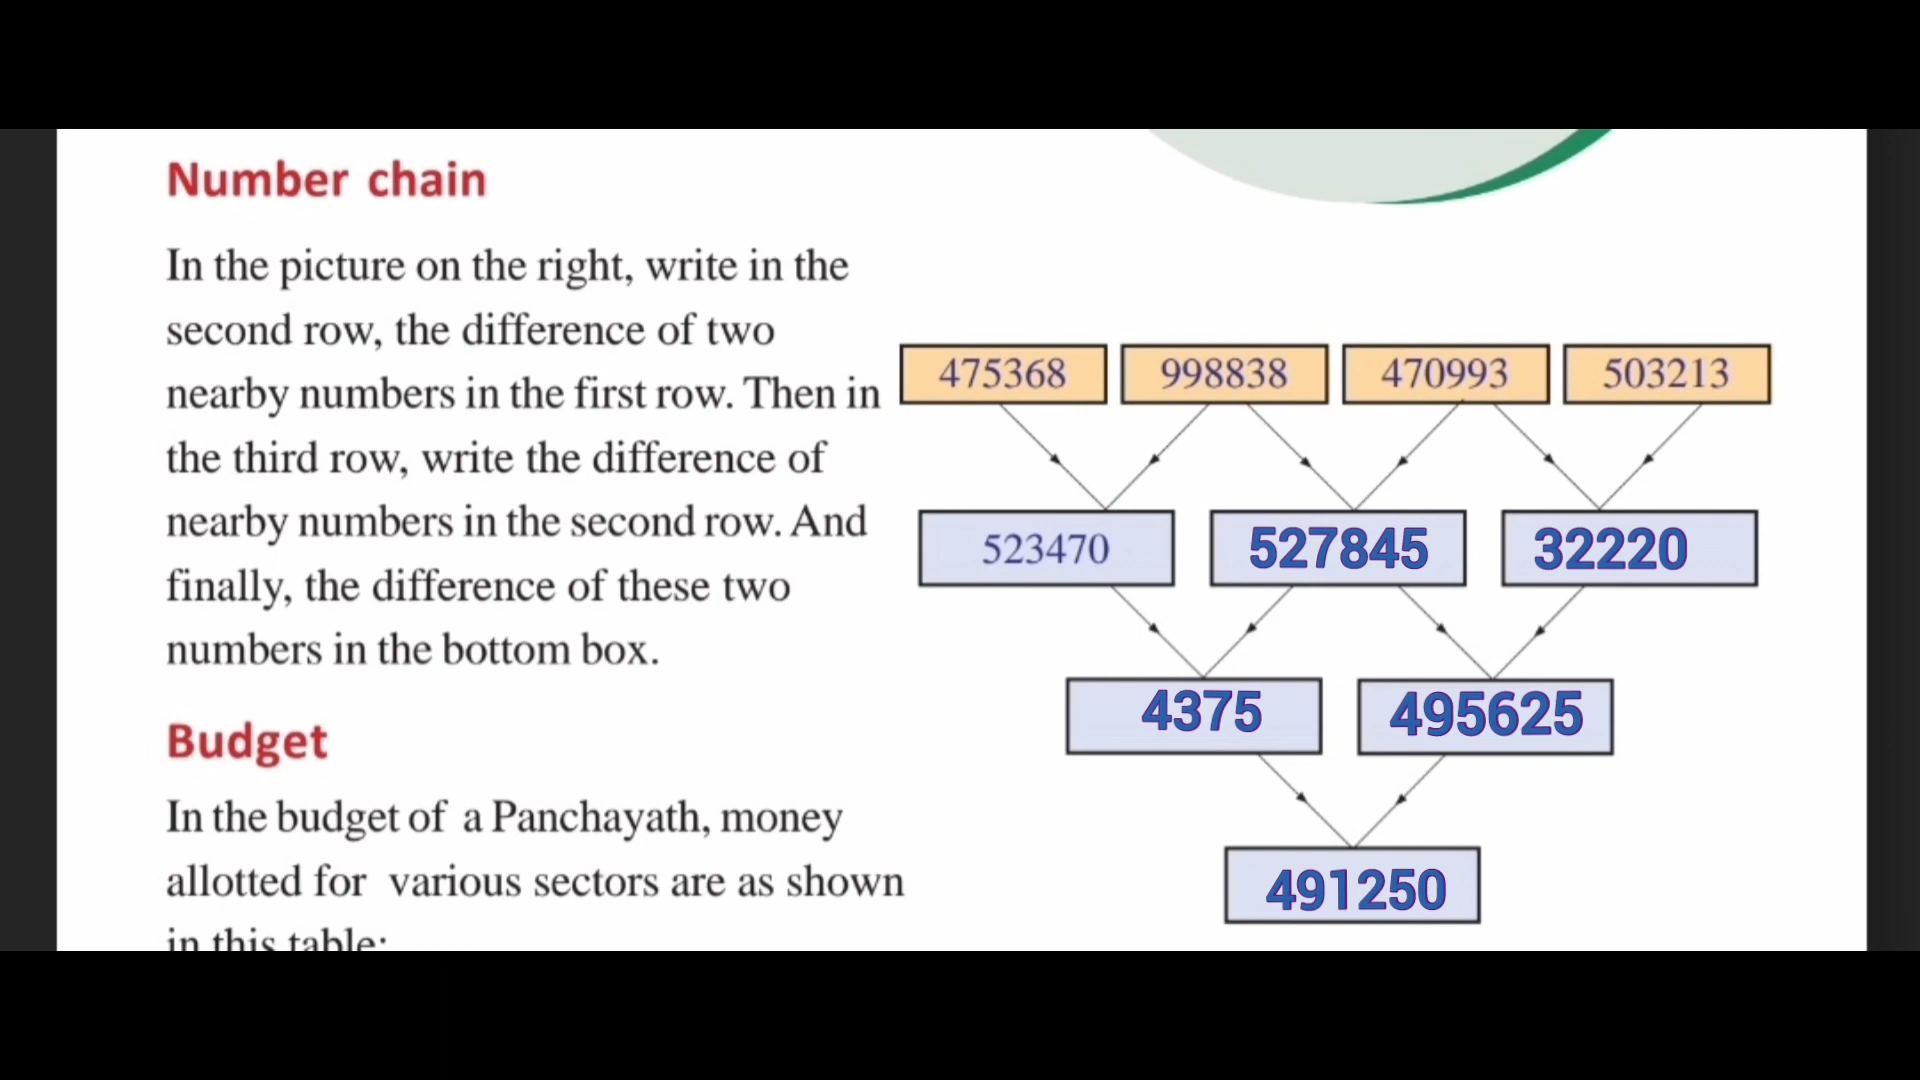 Number chain
In the picture on the right, write in the
second row, the difference of two
nearby numbers in the first row. Then in
the third row, write the difference of
nearby numbers in the second row. And
finally, the difference of these two
numbers in the bottom box.
475368 998838 470993 503213
523470 527845 32220
4375 495625
491250
Budget
In the budget of a Panchayath, money
allotted for various sectors are as shown
in this table: